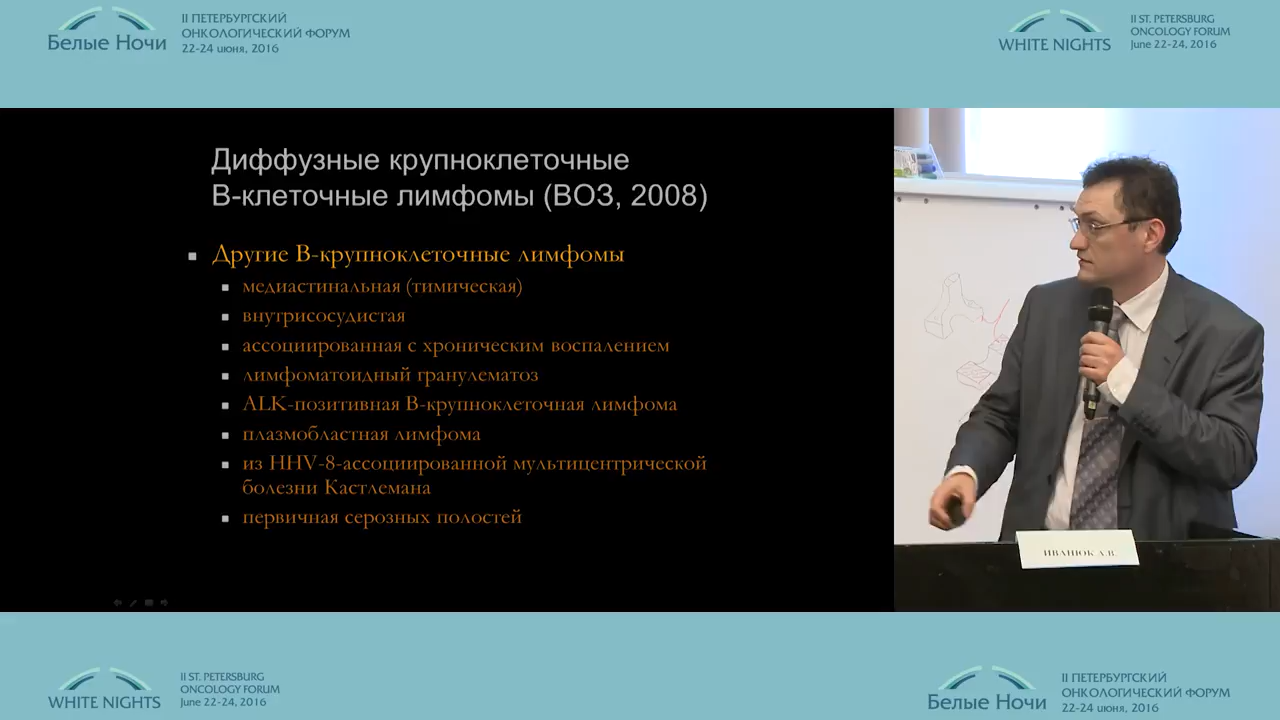 Белые Ночи
II ПЕТЕРБУРГСКИЙ
ОНКОЛОГИЧЕСКИЙ ФОРУМ
22-24 июня, 2016
WHITE NIGHTS
II ST. PETERSBURG
ONCOLOGY FORUM
June 22-24, 2016
Диффузные крупноклеточные
В-клеточные лимфомы (ВОЗ, 2008)
Другие В-крупноклеточные лимфомы
медиастинальная (тимическая)
внутрисосудистая
ассоциированная с хроническим воспалением
лимфоматоидный гранулематоз
ALK-позитивная В-крупноклеточная лимфома
плазмобластная лимфома
из HHV-8-ассоциированной мультицентрической
болезни Кастлемана
первичная серозных полостей
ИВАНЮК А.В.
WHITE NIGHTS
II ST. PETERSBURG
ONCOLOGY FORUM
June 22-24, 2016
Белые Ночи
II ПЕТЕРБУРГСКИЙ
ОНКОЛОГИЧЕСКИЙ ФОРУМ
22-24 июня, 2016